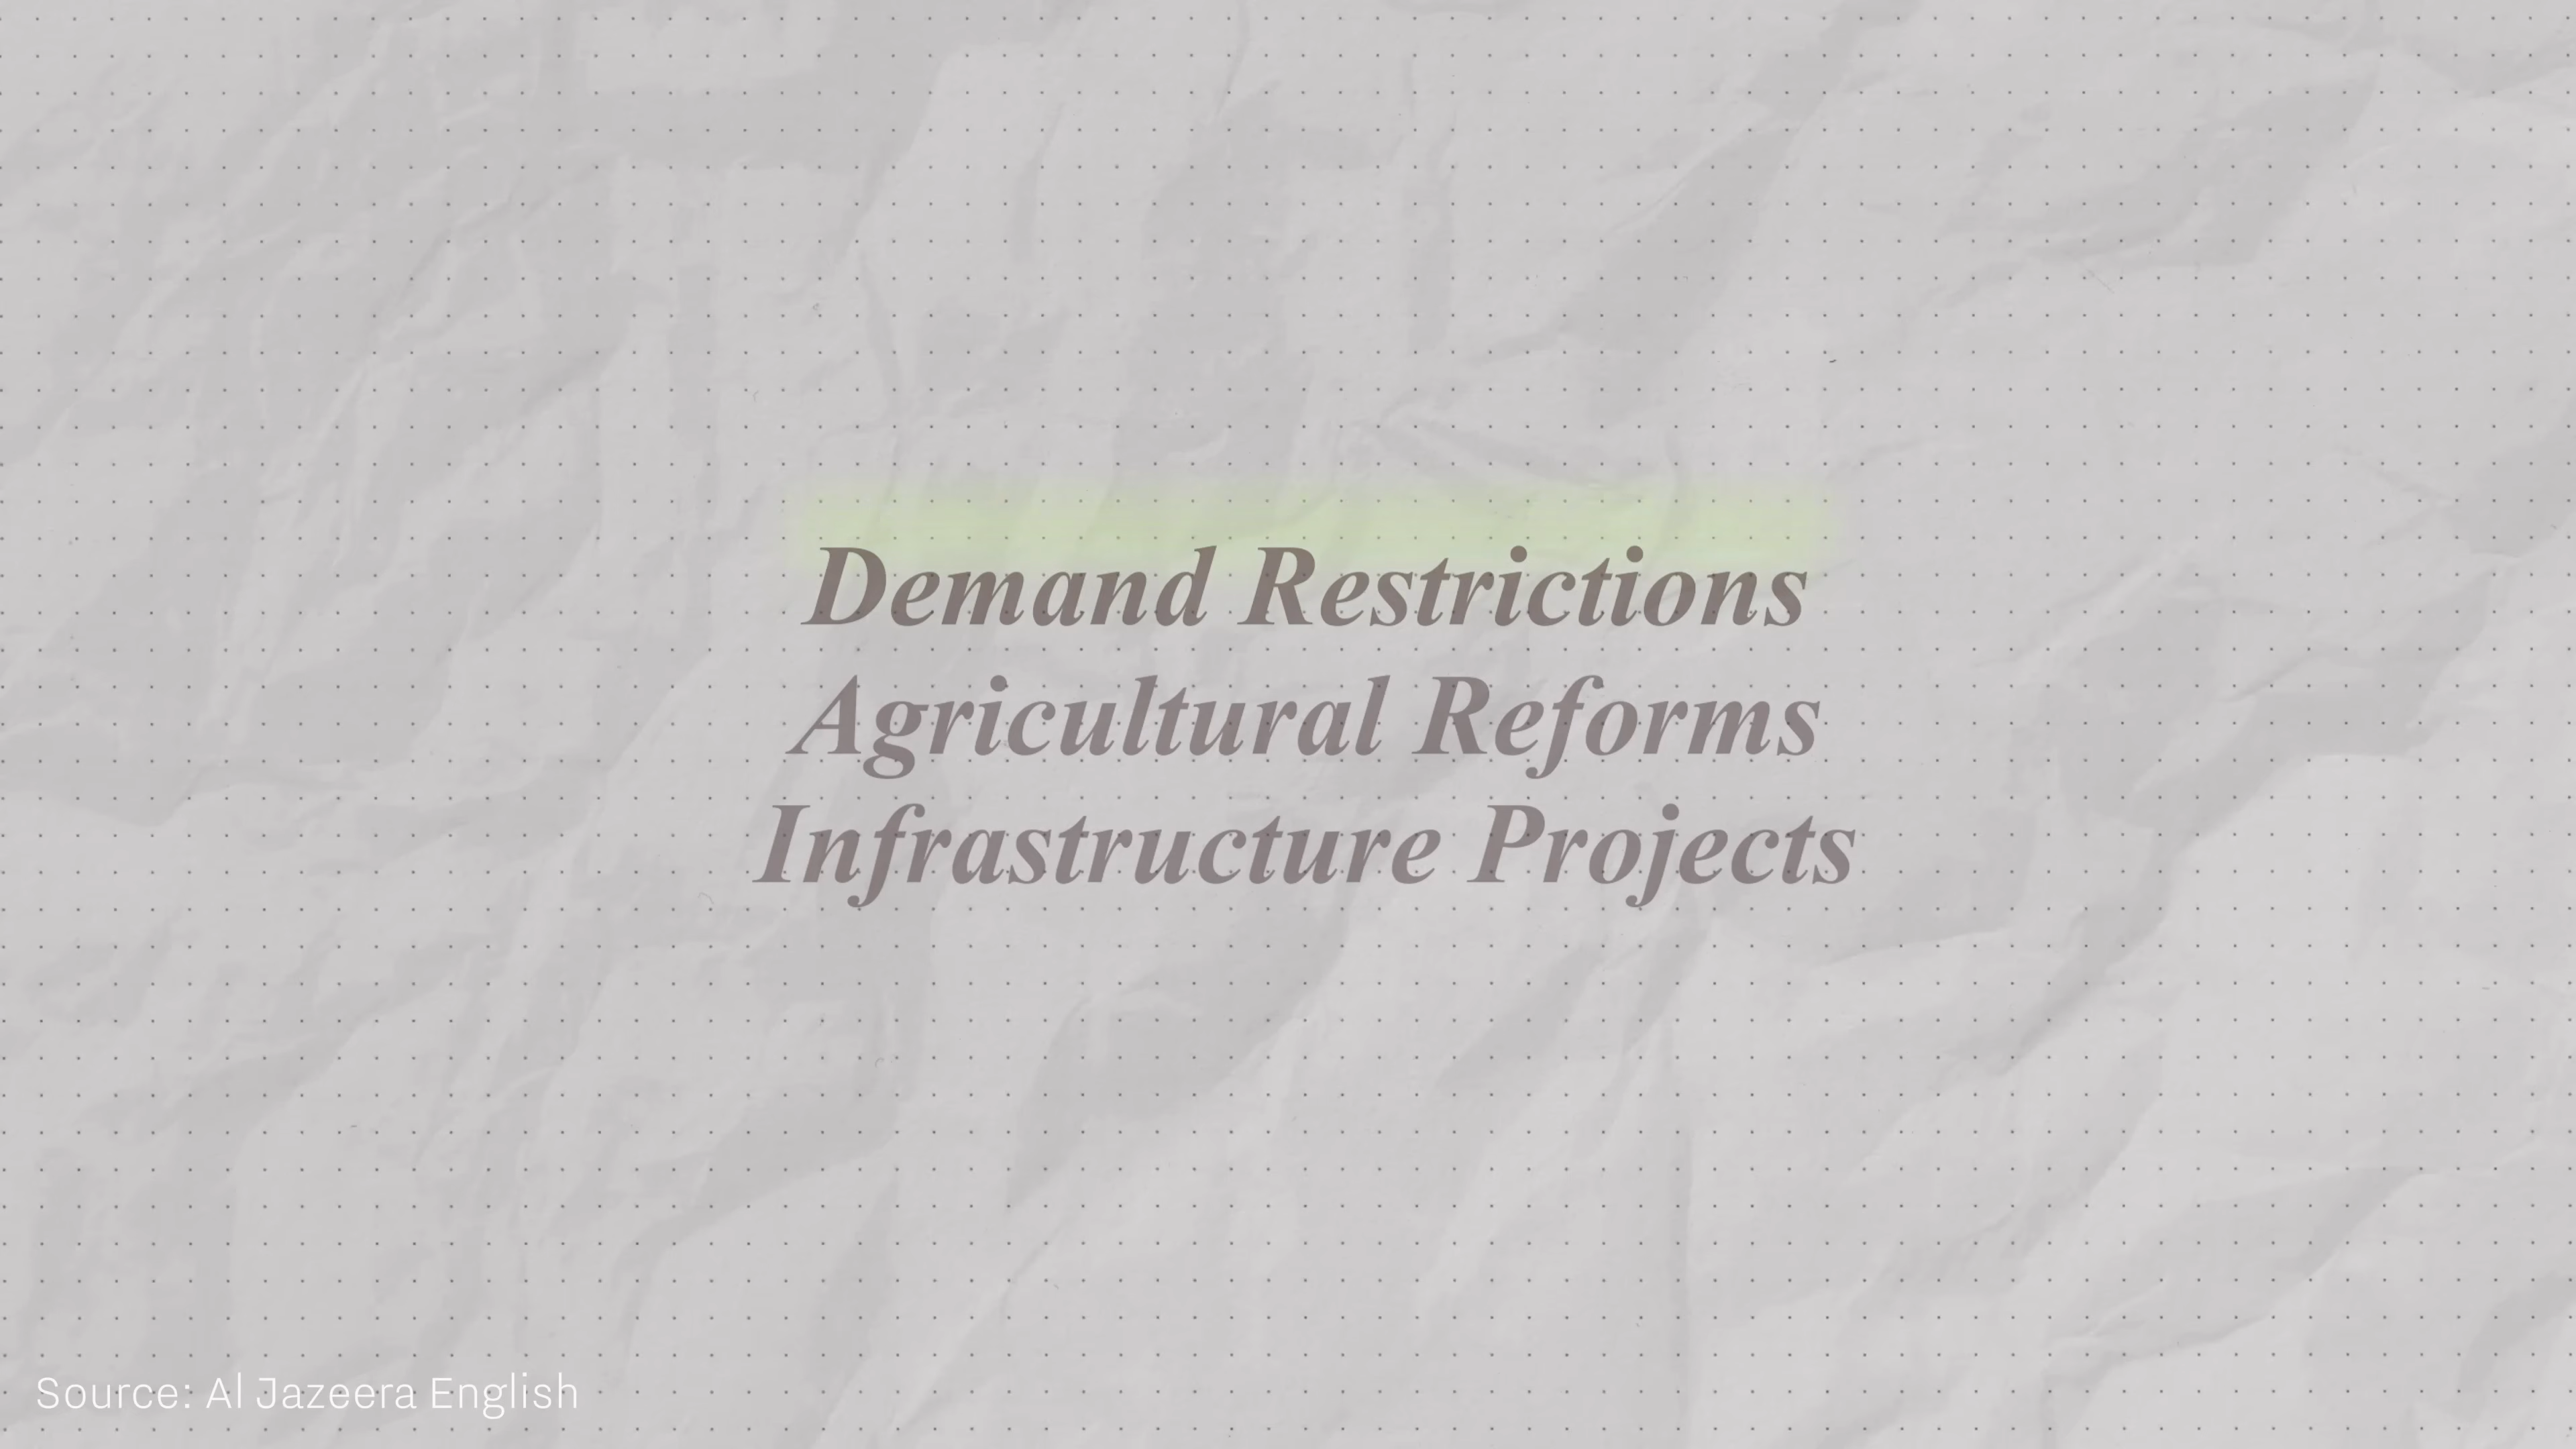 Demand Restrictions
Agricultural Reforms
Infrastructure Projects
Source: Al Jazeera English